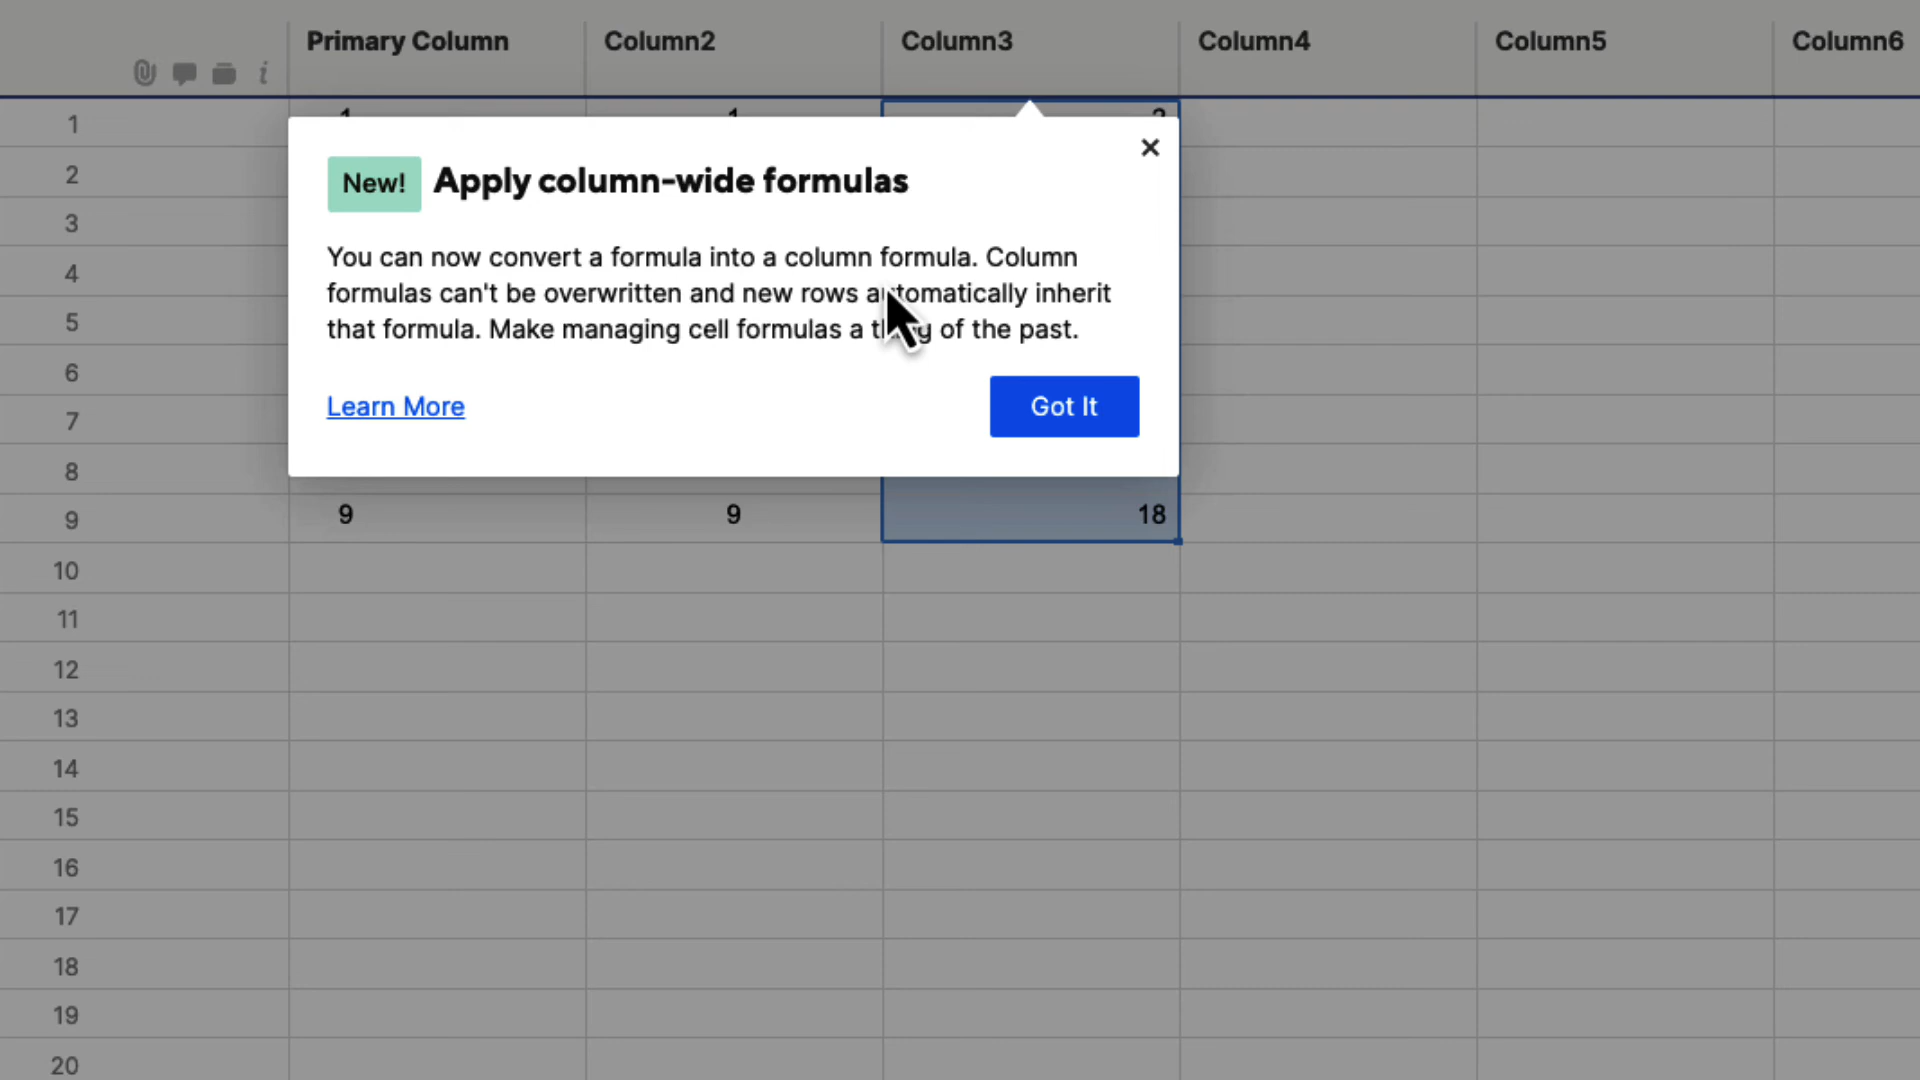 Primary Column Column2 Column3 Column4 Column5 Column6
1
New! Apply column-wide formulas
2
3
You can now convert a formula into a column formula. Column
formulas can't be overwritten and new rows automatically inherit
that formula. Make managing cell formulas a thing of the past.
4
5
6
Learn More Got It
7
8
9 9 9 18
10
11
12
13
14
15
16
17
18
19
20